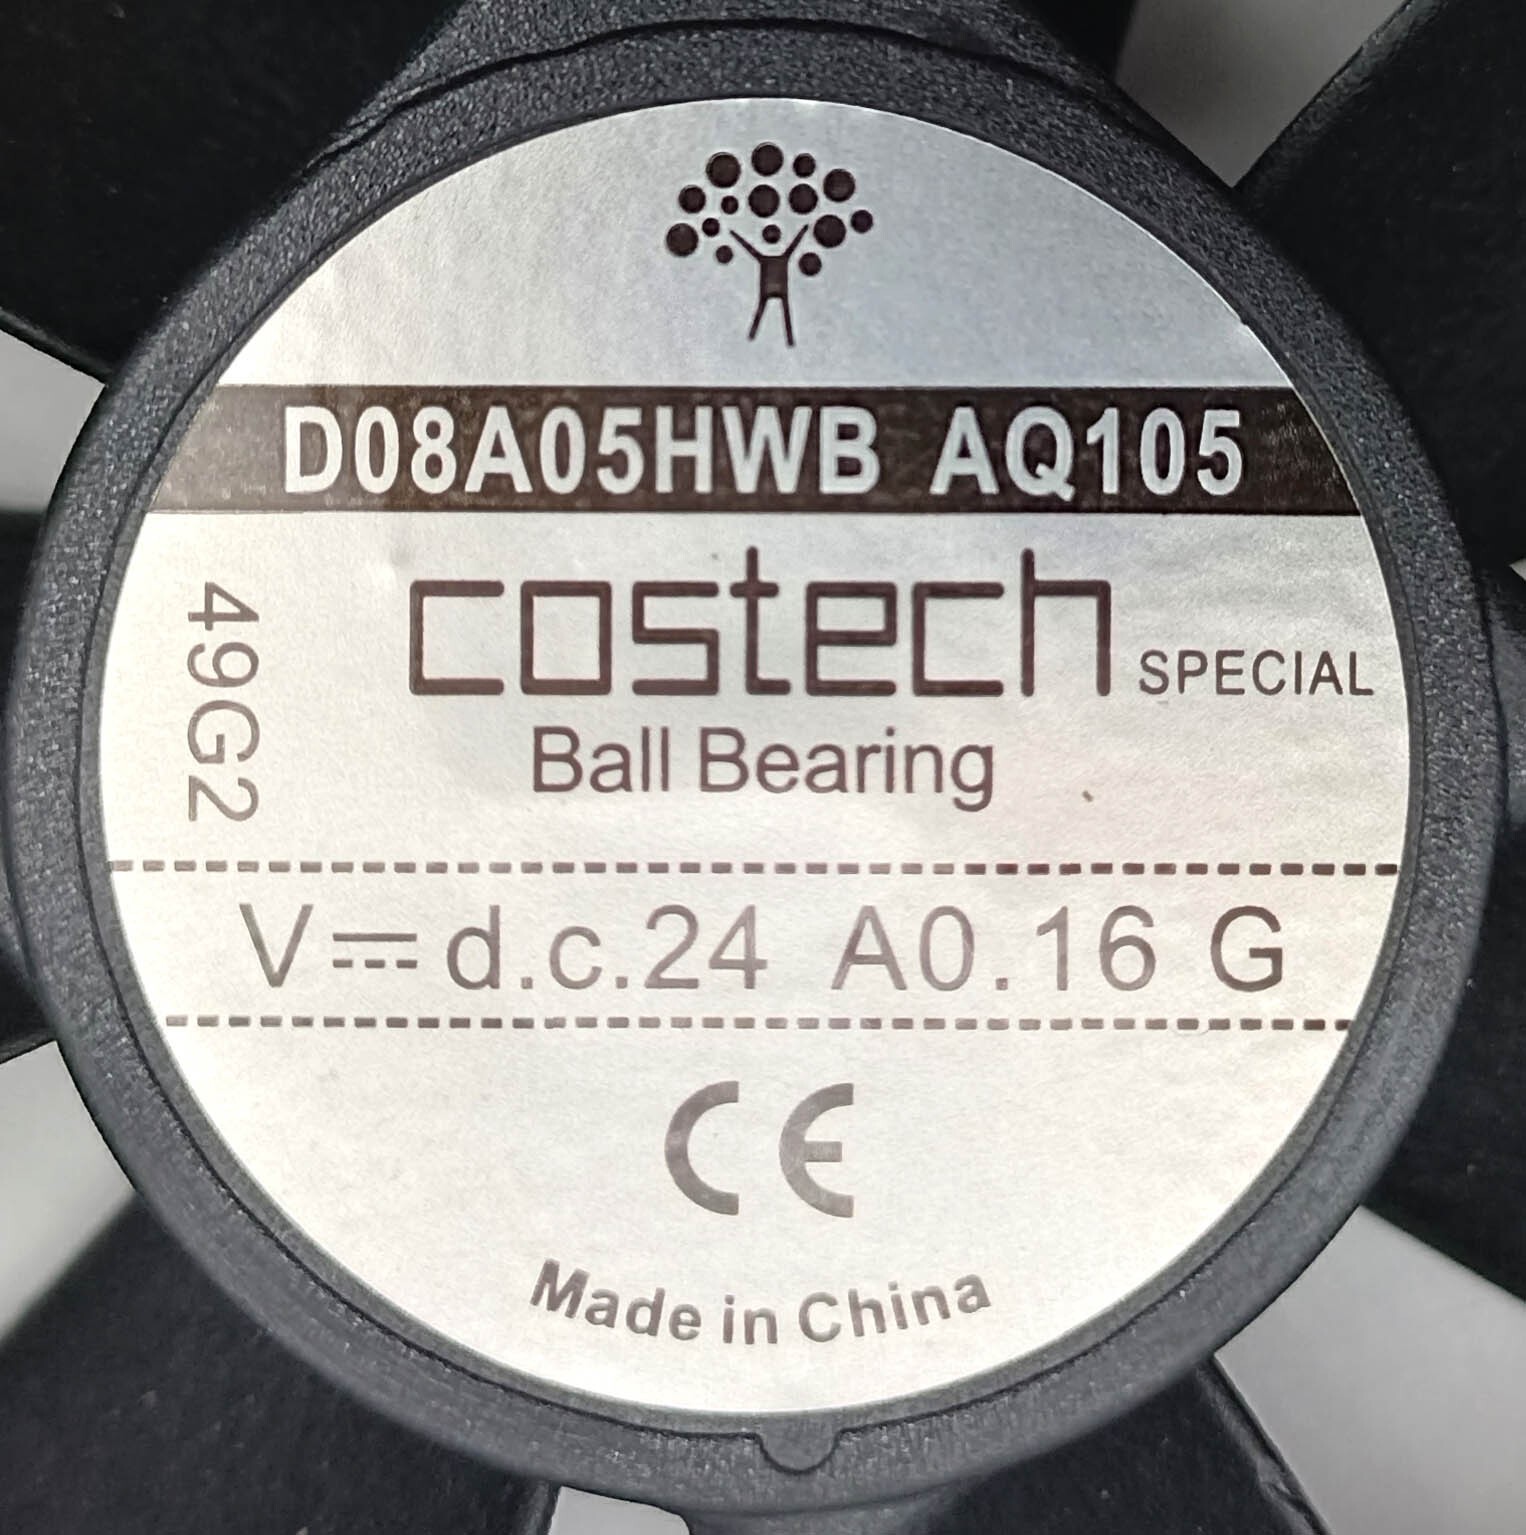 D08A05HWB AQ105
costech SPECIAL
Ball Bearing
49G2
V⎓d.c.24 A0.16 G
CE
Made in China